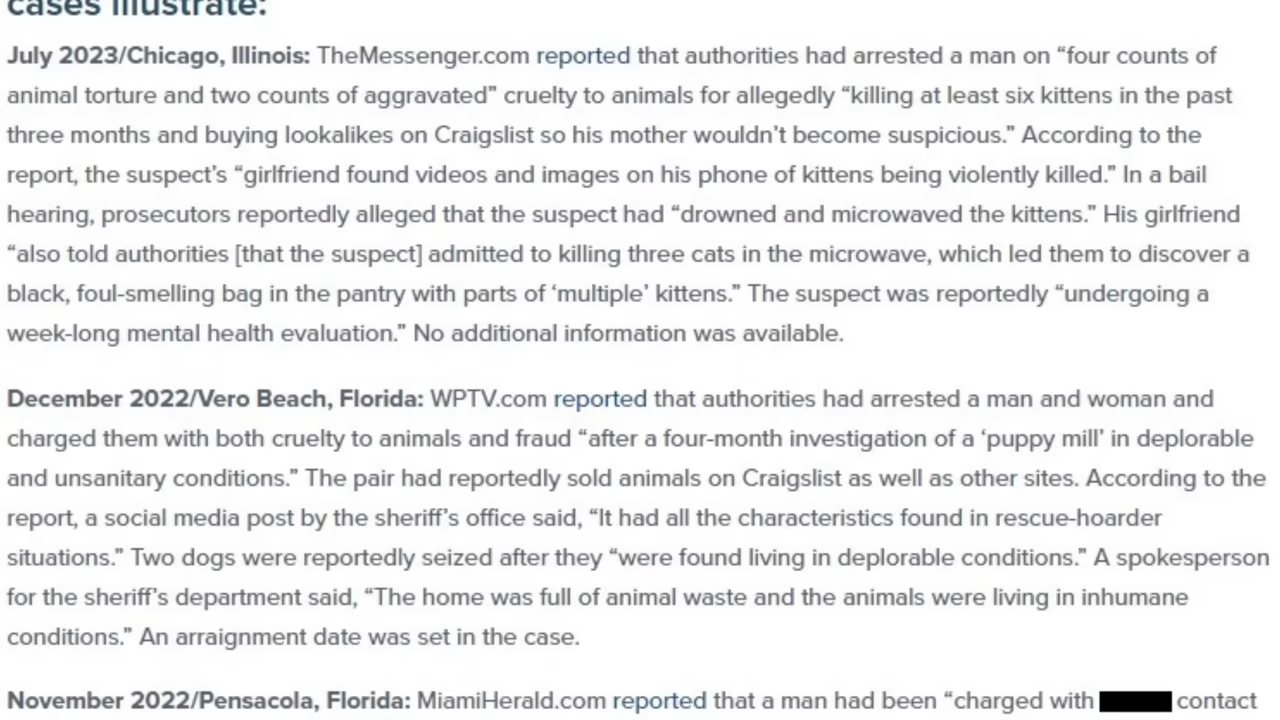 cases illustrate:
July 2023/Chicago, Illinois: TheMessenger.com reported that authorities had arrested a man on “four counts of
animal torture and two counts of aggravated” cruelty to animals for allegedly “killing at least six kittens in the past
three months and buying lookalikes on Craigslist so his mother wouldn’t become suspicious.” According to the
report, the suspect’s “girlfriend found videos and images on his phone of kittens being violently killed.” In a bail
hearing, prosecutors reportedly alleged that the suspect had “drowned and microwaved the kittens.” His girlfriend
“also told authorities [that the suspect] admitted to killing three cats in the microwave, which led them to discover a
black, foul-smelling bag in the pantry with parts of ‘multiple’ kittens.” The suspect was reportedly “undergoing a
week-long mental health evaluation.” No additional information was available.
December 2022/Vero Beach, Florida: WPTV.com reported that authorities had arrested a man and woman and
charged them with both cruelty to animals and fraud “after a four-month investigation of a ‘puppy mill’ in deplorable
and unsanitary conditions.” The pair had reportedly sold animals on Craigslist as well as other sites. According to the
report, a social media post by the sheriff’s office said, “It had all the characteristics found in rescue-hoarder
situations.” Two dogs were reportedly seized after they “were found living in deplorable conditions.” A spokesperson
for the sheriff’s department said, “The home was full of animal waste and the animals were living in inhumane
conditions.” An arraignment date was set in the case.
November 2022/Pensacola, Florida: MiamiHerald.com reported that a man had been “charged with contact